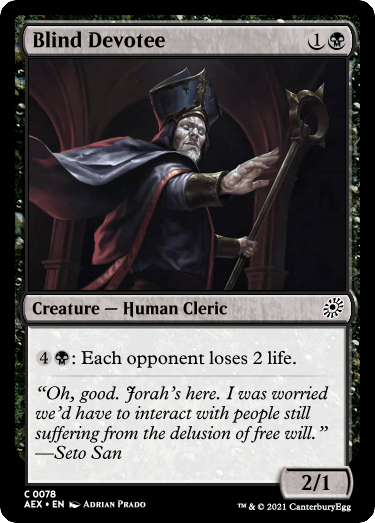 Blind Devotee 1
Creature — Human Cleric
4 : Each opponent loses 2 life.
“Oh, good. Jorah’s here. I was worried
we’d have to interact with people still
suffering from the delusion of free will.”
—Seto San
2/1
C 0078
AEX • EN Adrian Prado
™ & © 2021 CanterburyEgg